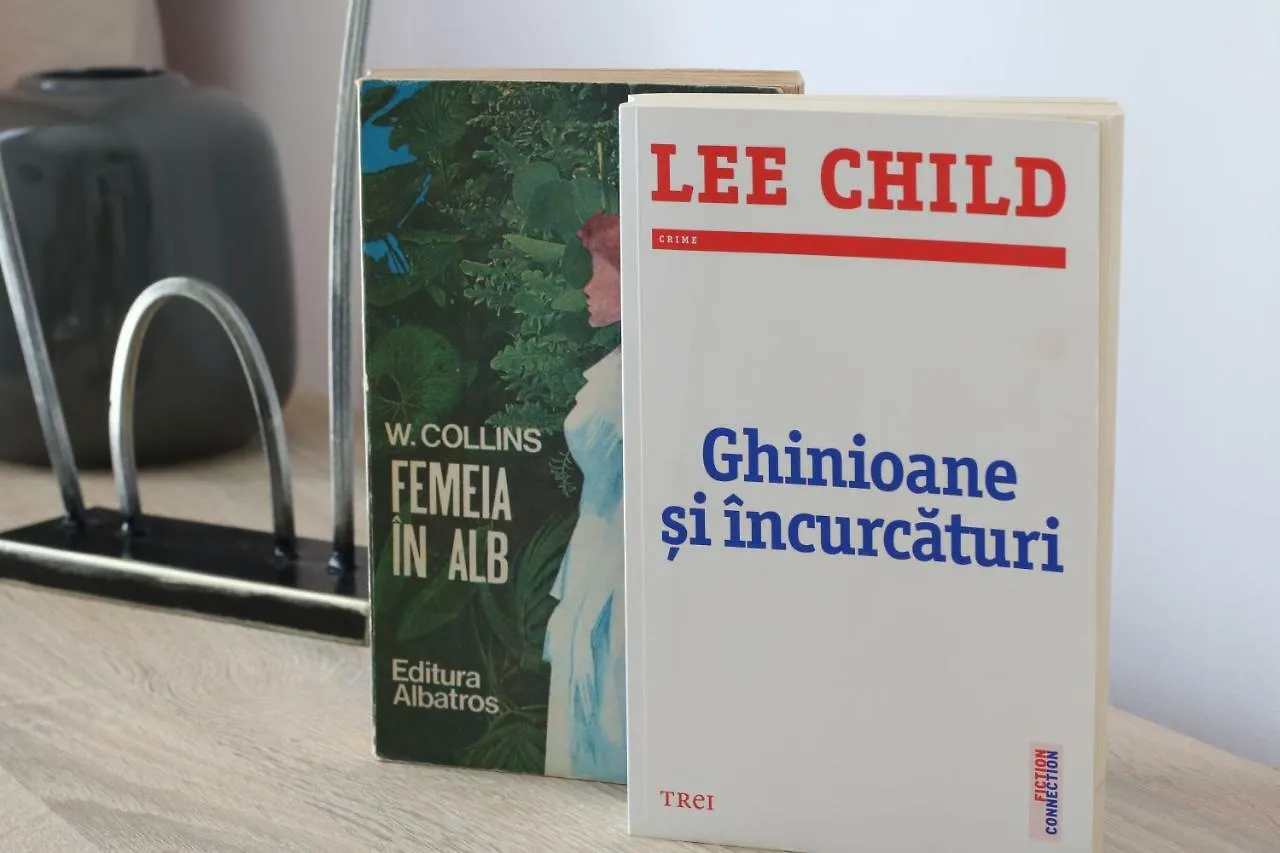 W. COLLINS
FEMEIA
ÎN ALB
Editura
Albatros
LEE CHILD
CRIME
Ghinioane
și încurcături
TREI
FICTION
CONNECTION